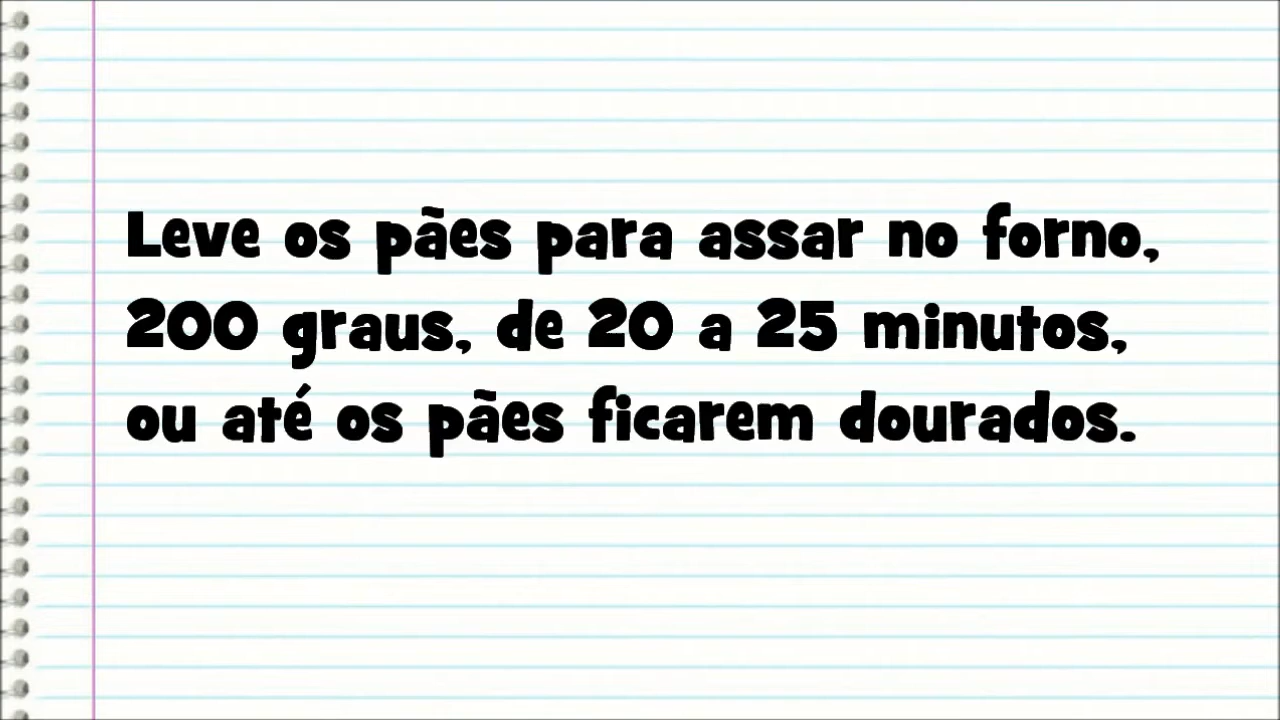 Leve os pães para assar no forno,
200 graus, de 20 a 25 minutos,
ou até os pães ficarem dourados.